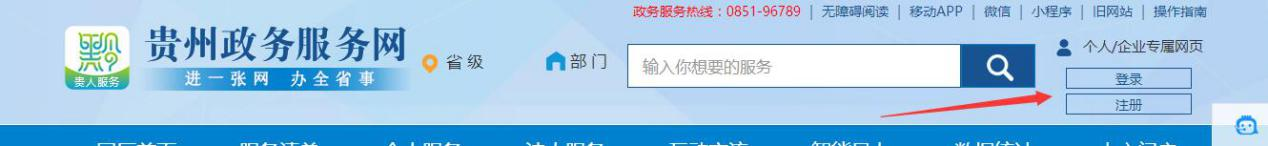 政务服务热线：0851-96789 | 无障碍阅读 | 移动APP | 微信 | 小程序 | 旧网站 | 操作指南
贵州政务服务网
进一张网 办全省事
贵人服务
省级
部门
输入你想要的服务
个人/企业专属网页
登录
注册